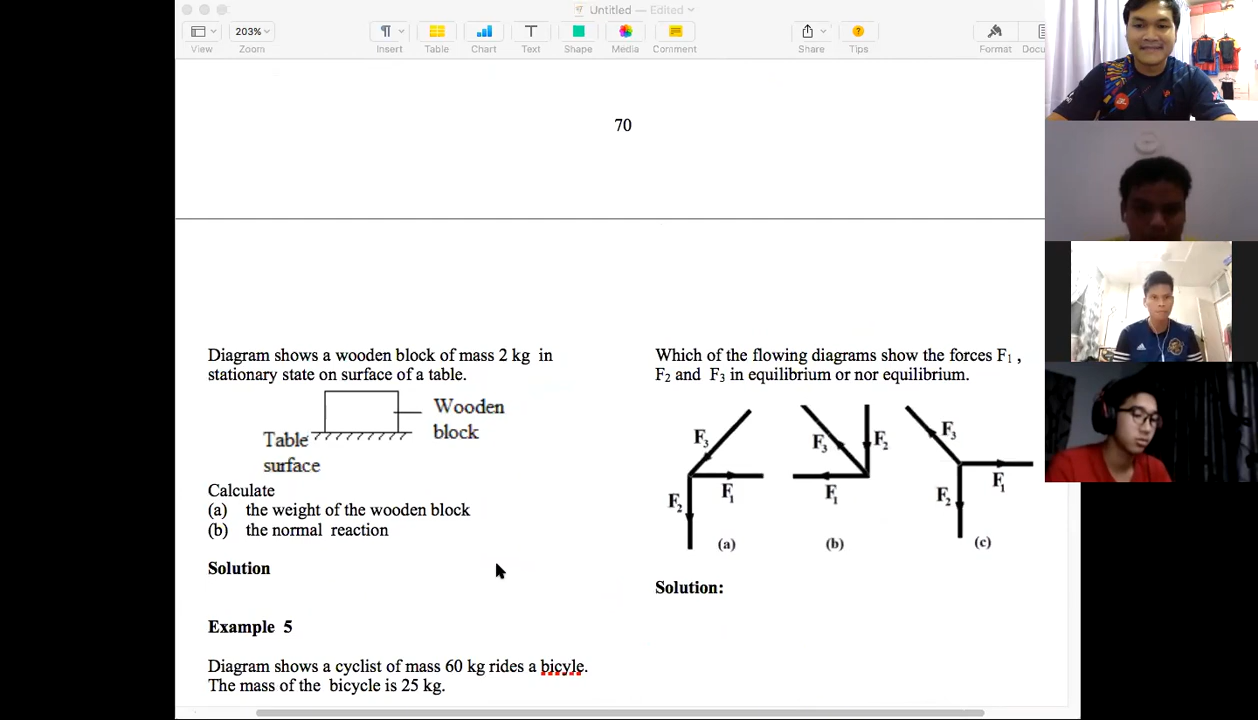 Untitled — Edited
203%
View
Zoom
Insert
Table
Chart
Text
Shape
Media
Comment
Share
Tips
Format
Docu
70
Diagram shows a wooden block of mass 2 kg in
stationary state on surface of a table.
Wooden
block
Table
surface
Calculate
(a) the weight of the wooden block
(b) the normal reaction
Solution
Example 5
Diagram shows a cyclist of mass 60 kg rides a bicyle.
The mass of the bicycle is 25 kg.
Which of the flowing diagrams show the forces F1 ,
F2 and F3 in equilibrium or nor equilibrium.
F3
F2
F1
(a)
F3
F2
F1
(b)
F3
F2
F1
(c)
Solution: